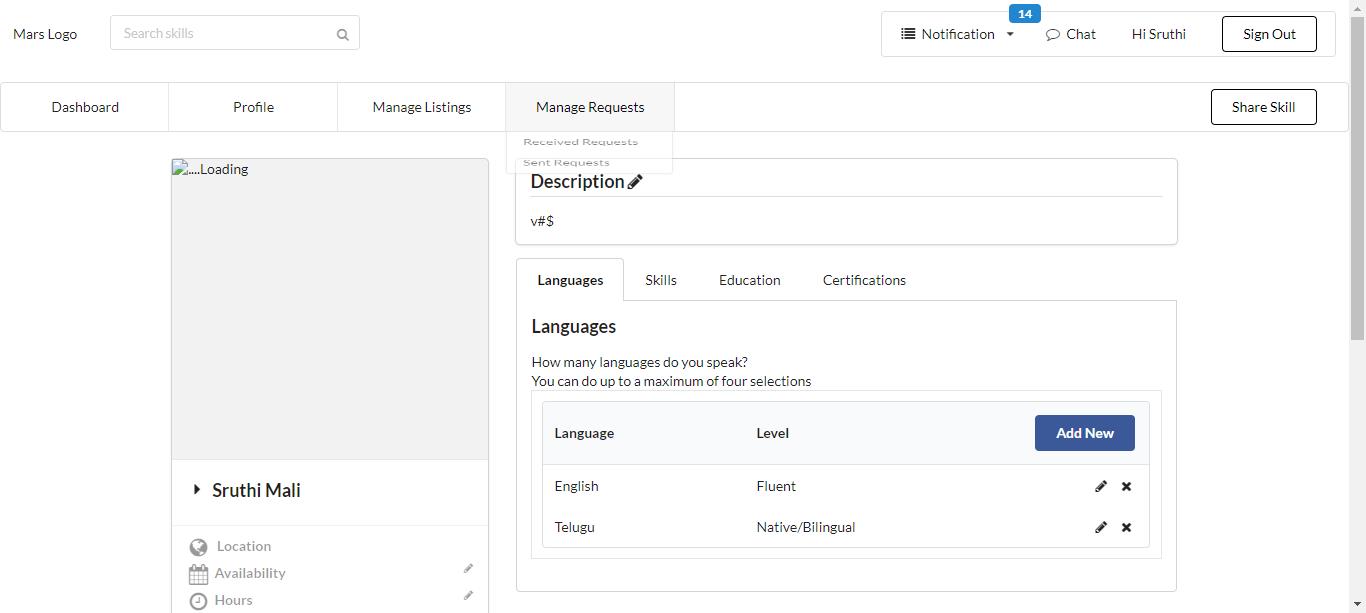 14
Mars Logo Search skills Notification Chat Hi Sruthi Sign Out
Dashboard Profile Manage Listings Manage Requests Share Skill
Received Requests
Sent Requests
....Loading
Description
v#$
Languages Skills Education Certifications
Languages
How many languages do you speak?
You can do up to a maximum of four selections
Language Level Add New
English Fluent
Telugu Native/Bilingual
Sruthi Mali
Location
Availability
Hours